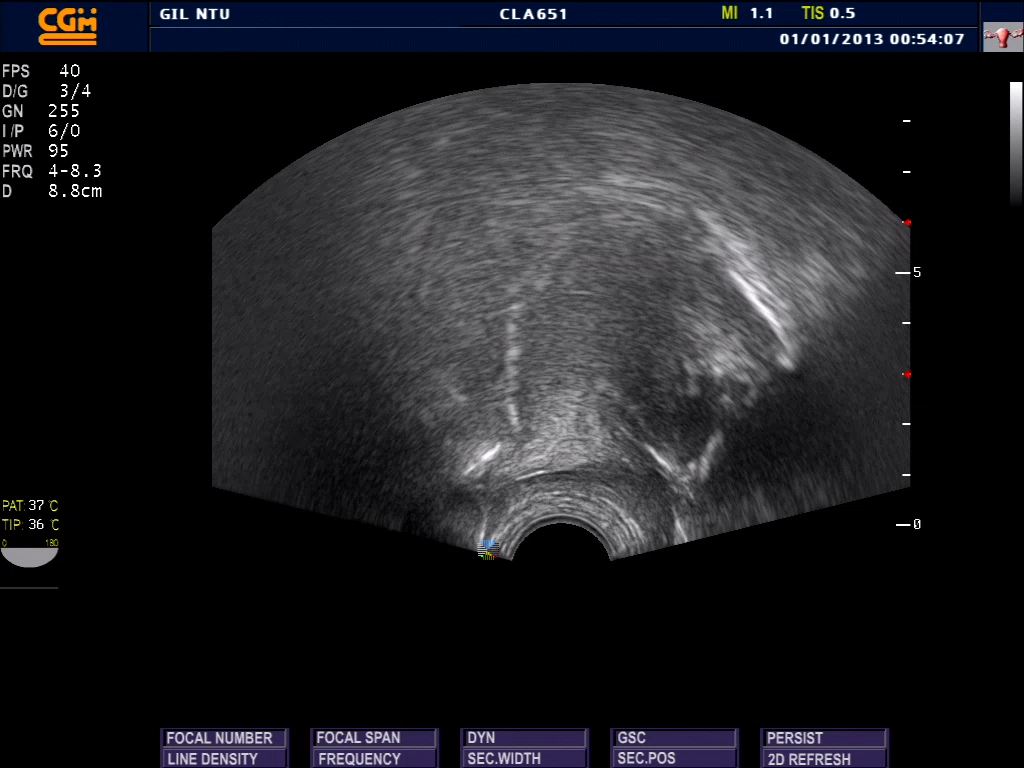 CGM
GIL NTU CLA651 MI 1.1 TIS 0.5
01/01/2013 00:54:07
FPS 40
D/G 3/4
GN 255
I/P 6/0
PWR 95
FRQ 4-8.3
D 8.8cm
5
PAT: 37 °C
TIP: 36 °C
0 180
0
FOCAL NUMBER FOCAL SPAN DYN GSC PERSIST
LINE DENSITY FREQUENCY SEC.WIDTH SEC.POS 2D REFRESH